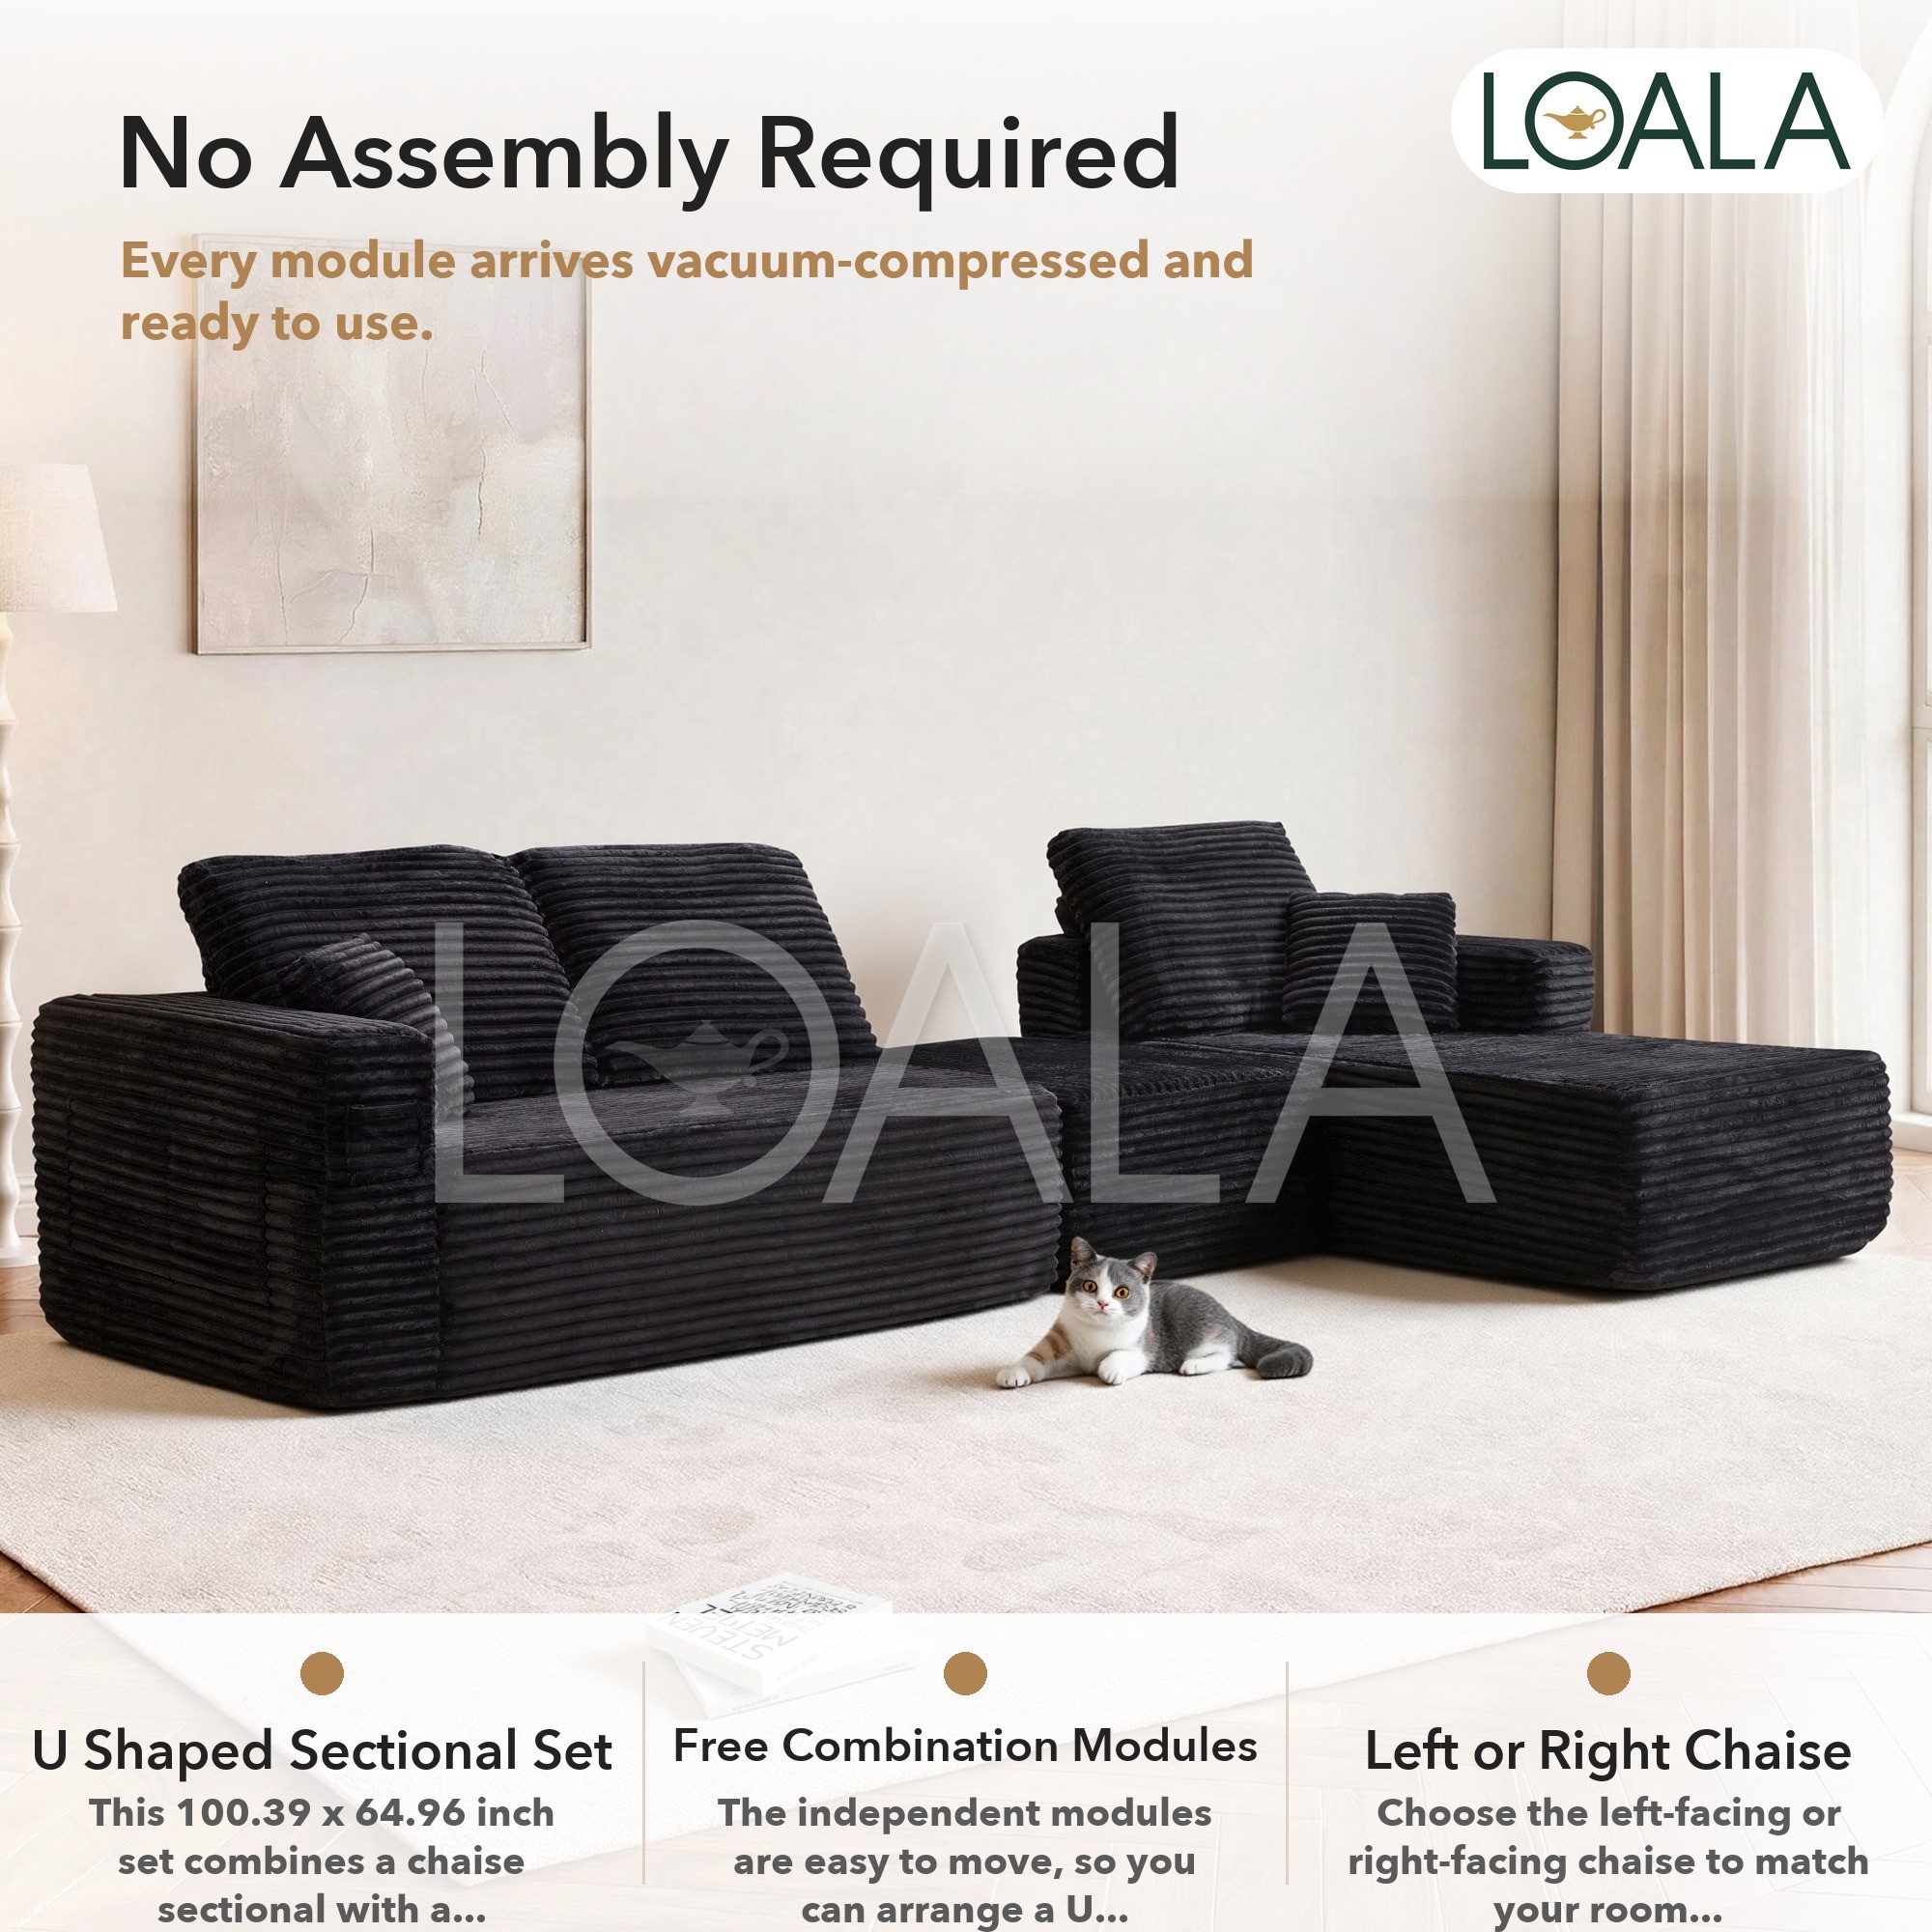 LOALA
No Assembly Required
Every module arrives vacuum-compressed and
ready to use.
LOALA
STEVEN
U Shaped Sectional Set
This 100.39 x 64.96 inch
set combines a chaise
sectional with a...
Free Combination Modules
The independent modules
are easy to move, so you
can arrange a U...
Left or Right Chaise
Choose the left-facing or
right-facing chaise to match
your room...